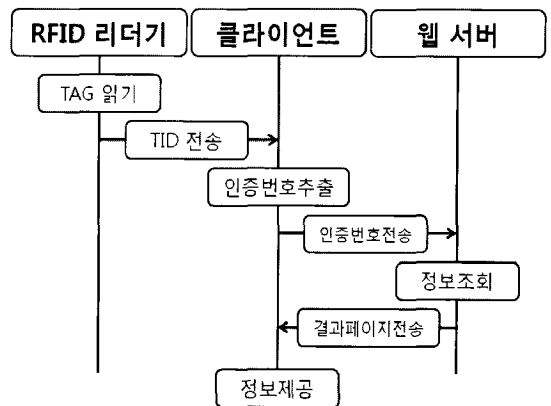 RFID 리더기
클라이언트
웹 서버
TAG 읽기
TID 전송
인증번호추출
인증번호전송
정보조회
결과페이지전송
정보제공